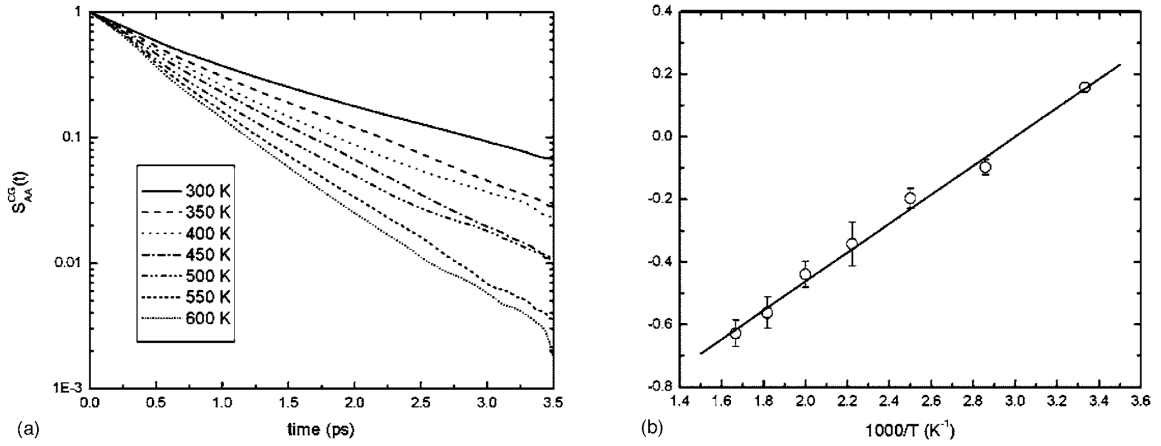 1
0.1
0.01
1E-3
S^CG_AA(t)
300 K
350 K
400 K
450 K
500 K
550 K
600 K
0.0 0.5 1.0 1.5 2.0 2.5 3.0 3.5
time (ps)
(a)
0.4
0.2
0.0
-0.2
-0.4
-0.6
-0.8
1.4 1.6 1.8 2.0 2.2 2.4 2.6 2.8 3.0 3.2 3.4 3.6
1000/T (K^-1)
(b)